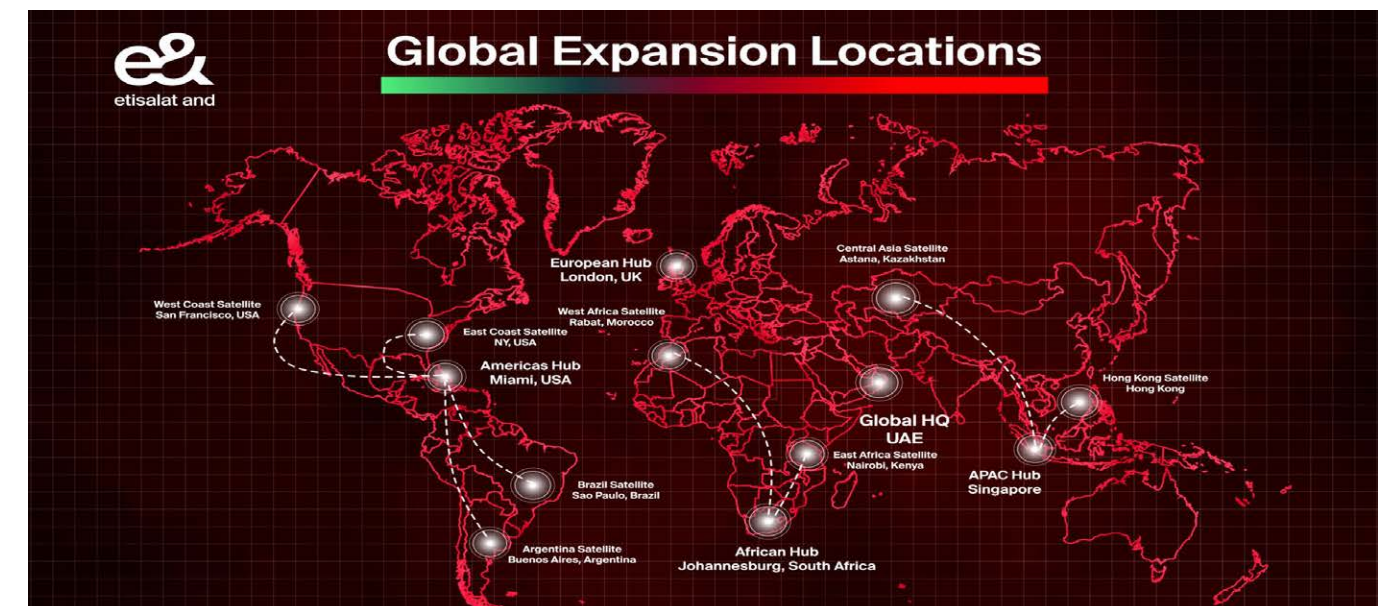 e&
etisalat and
Global Expansion Locations
European Hub
London, UK
Central Asia Satellite
Astana, Kazakhstan
West Coast Satellite
San Francisco, USA
West Africa Satellite
Rabat, Morocco
East Coast Satellite
NY, USA
Americas Hub
Miami, USA
Hong Kong Satellite
Hong Kong
Global HQ
UAE
East Africa Satellite
Nairobi, Kenya
APAC Hub
Singapore
Brazil Satellite
Sao Paulo, Brazil
Argentina Satellite
Buenos Aires, Argentina
African Hub
Johannesburg, South Africa